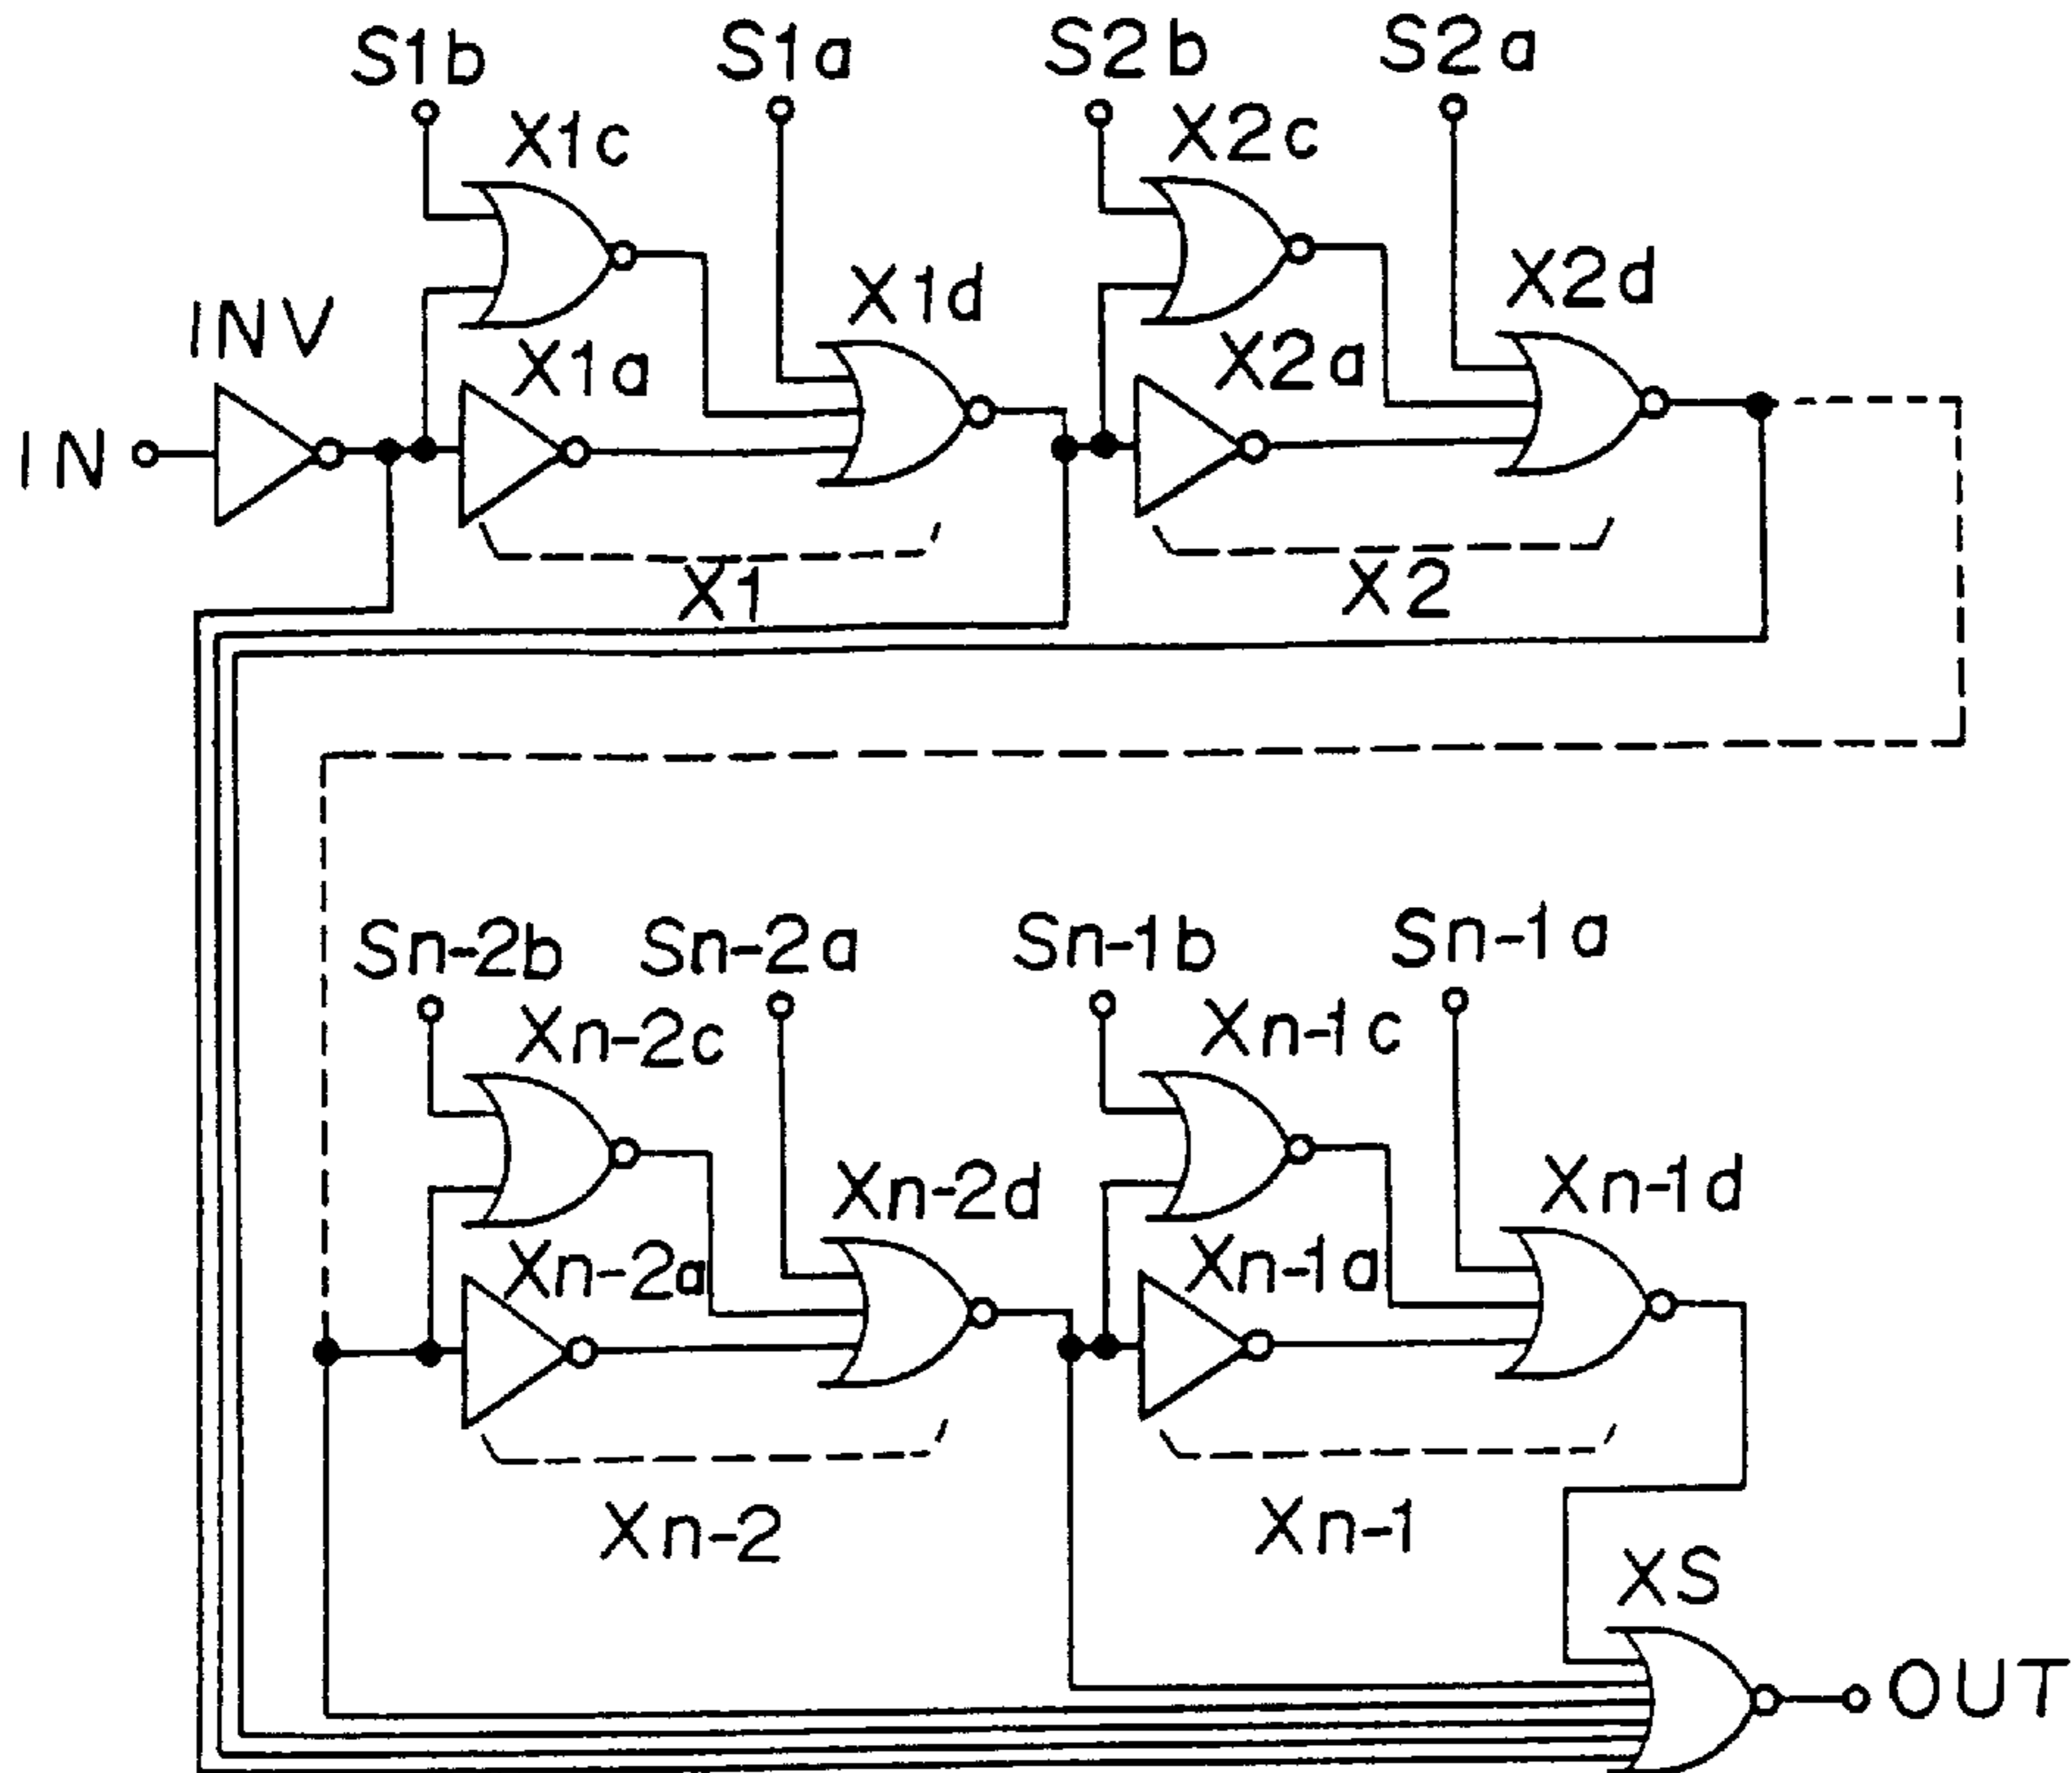 S1b S1a S2b S2a
X1c X2c
X1d X2d
INV X1a X2a
IN
X1 X2
Sn-2b Sn-2a Sn-1b Sn-1a
Xn-2c Xn-1c
Xn-2d Xn-1d
Xn-2a Xn-1a
Xn-2 Xn-1
XS
OUT